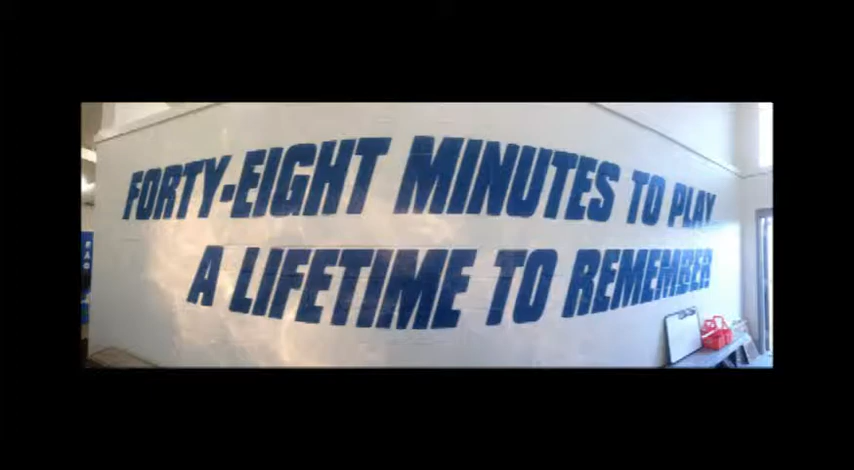 FORTY-EIGHT MINUTES TO PLAY
A LIFETIME TO REMEMBER